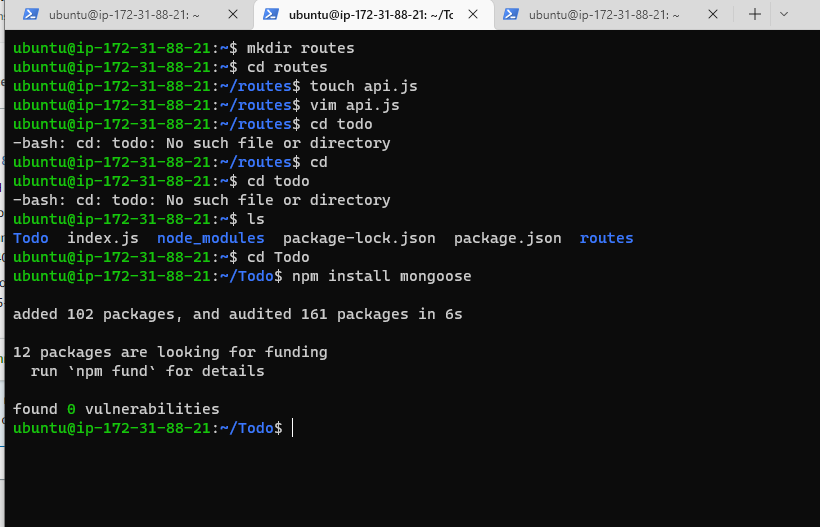 ubuntu@ip-172-31-88-21: ~
ubuntu@ip-172-31-88-21: ~/To
ubuntu@ip-172-31-88-21: ~
ubuntu@ip-172-31-88-21:~$ mkdir routes
ubuntu@ip-172-31-88-21:~$ cd routes
ubuntu@ip-172-31-88-21:~/routes$ touch api.js
ubuntu@ip-172-31-88-21:~/routes$ vim api.js
ubuntu@ip-172-31-88-21:~/routes$ cd todo
-bash: cd: todo: No such file or directory
ubuntu@ip-172-31-88-21:~/routes$ cd
ubuntu@ip-172-31-88-21:~$ cd todo
-bash: cd: todo: No such file or directory
ubuntu@ip-172-31-88-21:~$ ls
Todo  index.js  node_modules  package-lock.json  package.json  routes
ubuntu@ip-172-31-88-21:~$ cd Todo
ubuntu@ip-172-31-88-21:~/Todo$ npm install mongoose
added 102 packages, and audited 161 packages in 6s
12 packages are looking for funding
  run `npm fund` for details
found 0 vulnerabilities
ubuntu@ip-172-31-88-21:~/Todo$